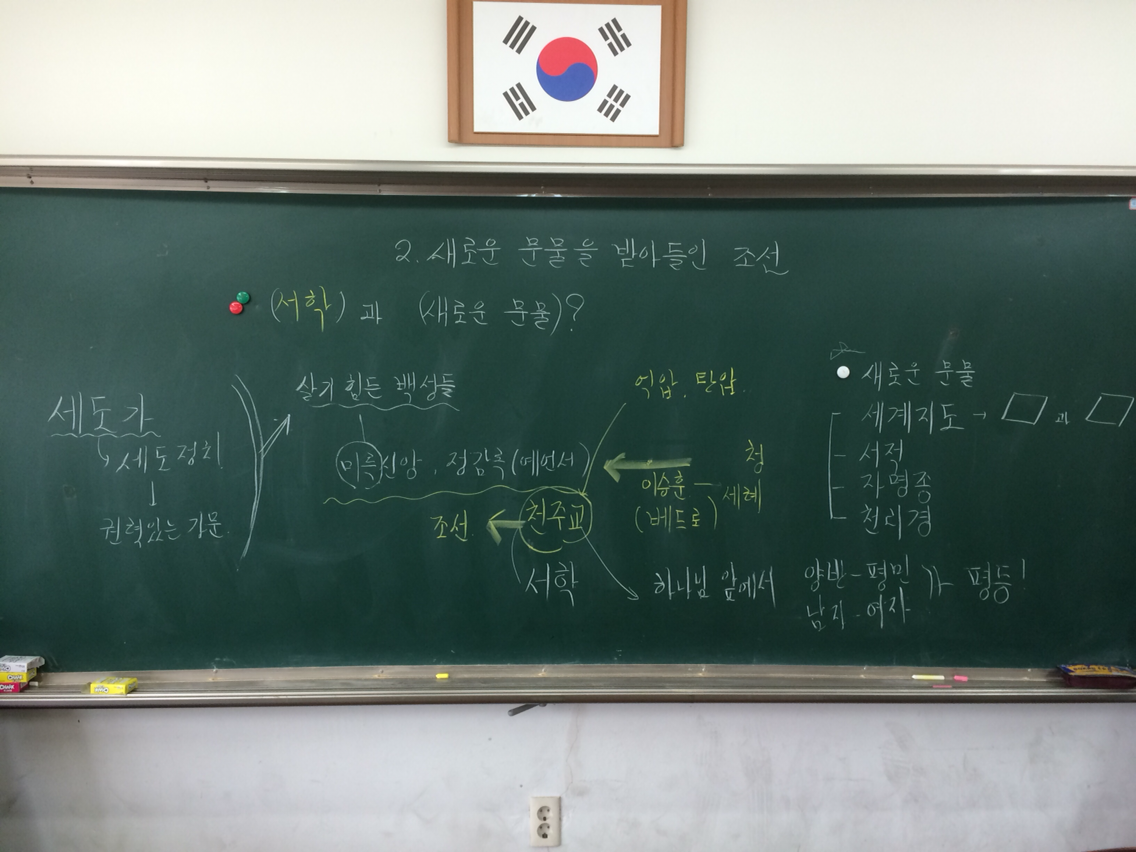 2. 새로운 문물을 받아들인 조선
(서학)과 (새로운 문물)?
세도가
세도정치
권력있는 가문.
살기 힘든 백성들
미륵신앙, 정감록(예언서)
억압, 탄압.
청
이승훈 - 세례
(베드로)
조선. 천주교
서학
하나님 앞에서 양반-평민 평등!
남자-여자
새로운 문물
세계지도 → 과
서적
자명종
천리경